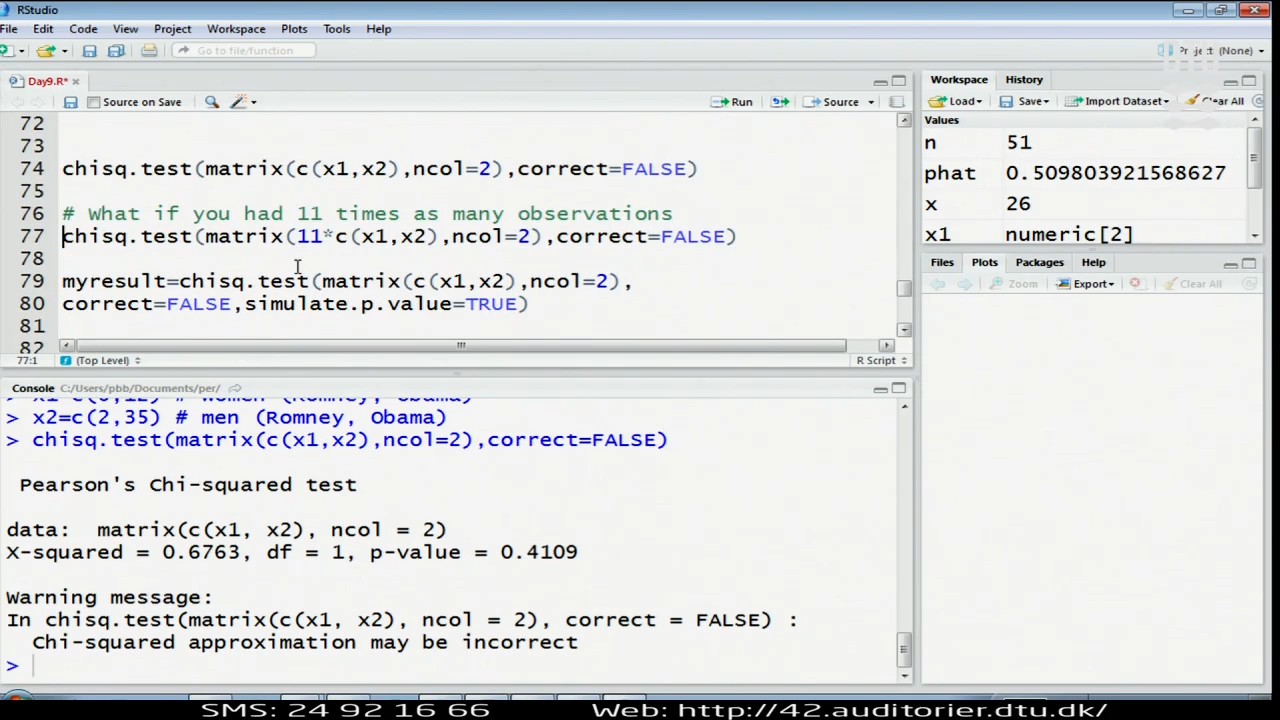 RStudio
File Edit Code View Project Workspace Plots Tools Help
Go to file/function
Project: (None)
Day9.R*
Source on Save
Run
Source
72
73
74 chisq.test(matrix(c(x1,x2),ncol=2),correct=FALSE)
75
76 # What if you had 11 times as many observations
77 chisq.test(matrix(11*c(x1,x2),ncol=2),correct=FALSE)
78
79 myresult=chisq.test(matrix(c(x1,x2),ncol=2),
80 correct=FALSE,simulate.p.value=TRUE)
81
82
77:1 (Top Level) R Script
Console C:/Users/pbb/Documents/per/
> x2=c(2,35) # men (Romney, Obama)
> chisq.test(matrix(c(x1,x2),ncol=2),correct=FALSE)
Pearson's Chi-squared test
data: matrix(c(x1, x2), ncol = 2)
X-squared = 0.6763, df = 1, p-value = 0.4109
Warning message:
In chisq.test(matrix(c(x1, x2), ncol = 2), correct = FALSE) :
Chi-squared approximation may be incorrect
>
Workspace History
Load Save Import Dataset Clear All
Values
n 51
phat 0.509803921568627
x 26
x1 numeric[2]
Files Plots Packages Help
Zoom Export Clear All
SMS: 24 92 16 66 Web: http://42.auditorier.dtu.dk/